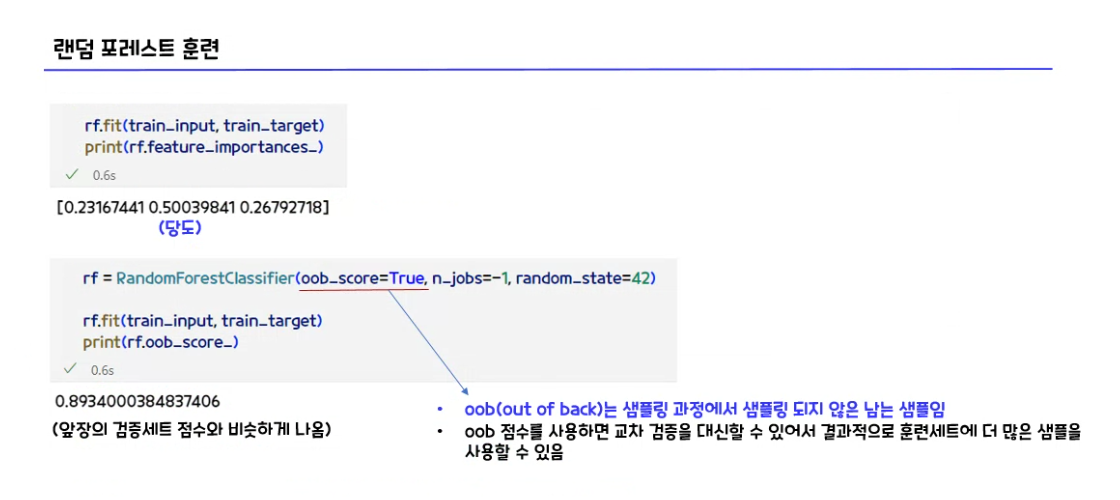 랜덤 포레스트 훈련
rf.fit(train_input, train_target)
print(rf.feature_importances_)
✓ 0.6s
[0.23167441 0.50039841 0.26792718]
(당도)
rf = RandomForestClassifier(oob_score=True, n_jobs=-1, random_state=42)
rf.fit(train_input, train_target)
print(rf.oob_score_)
✓ 0.6s
0.8934000384837406
(앞장의 검증세트 점수와 비슷하게 나옴)
• oob(out of back)는 샘플링 과정에서 샘플링 되지 않은 남는 샘플임
• oob 점수를 사용하면 교차 검증을 대신할 수 있어서 결과적으로 훈련세트에 더 많은 샘플을
사용할 수 있음